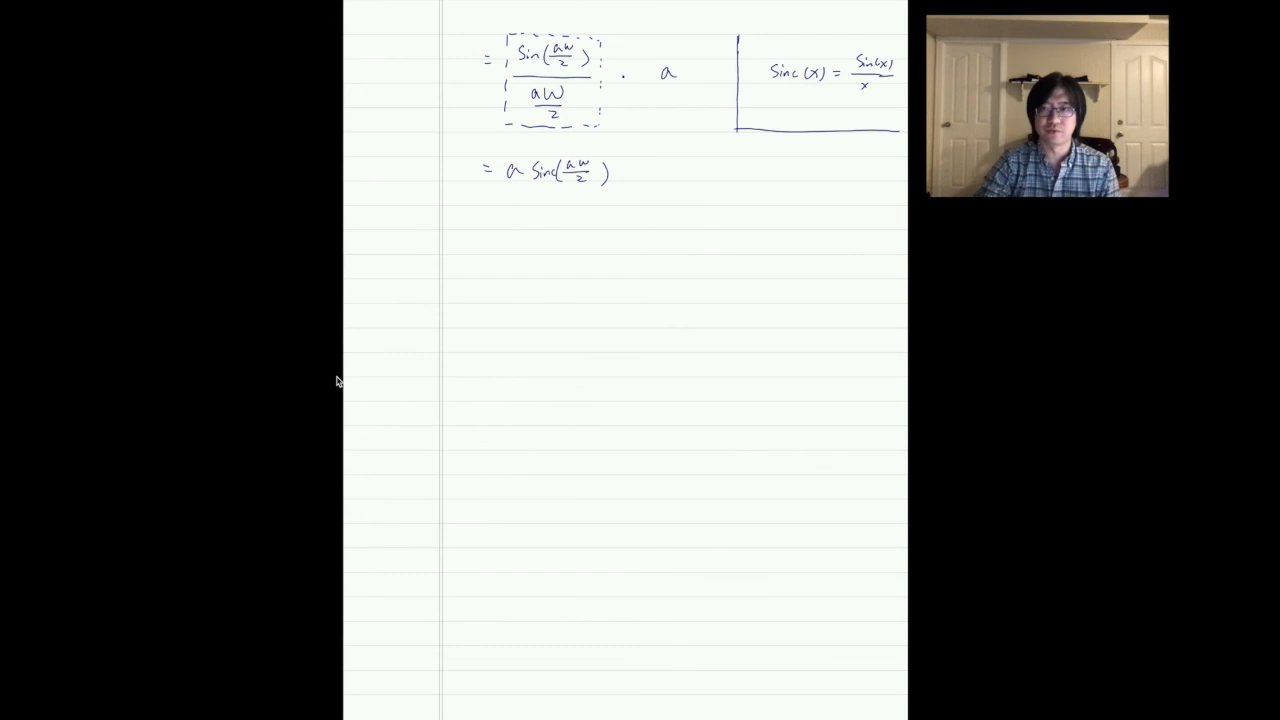 = sin(aw/2) / (aw/2) · a
sinc(x) = sin(x)/x
= a sinc(aw/2)